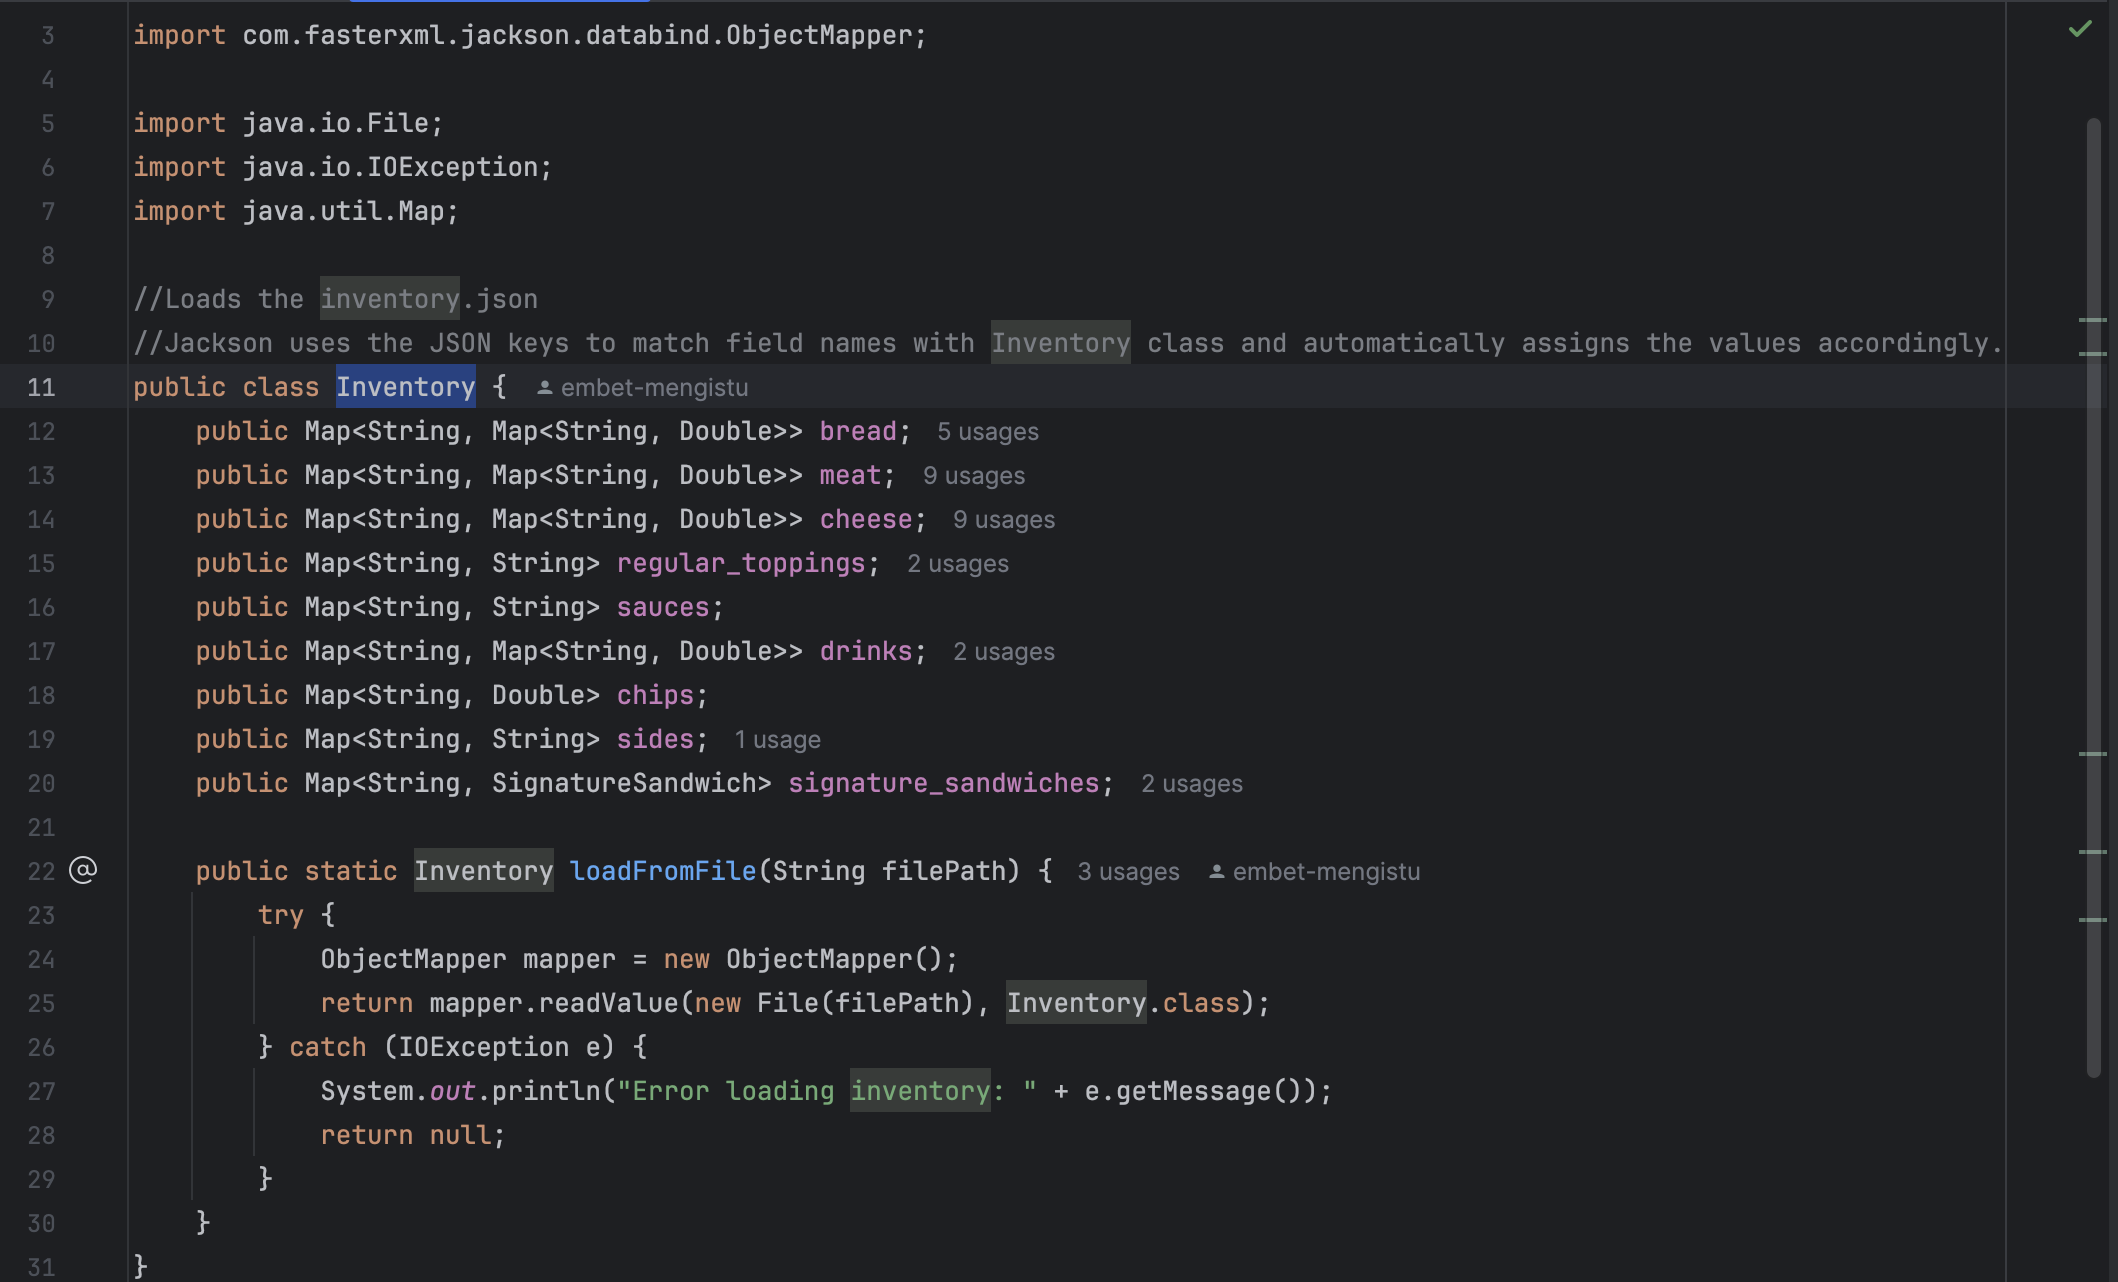 3 import com.fasterxml.jackson.databind.ObjectMapper;
4
5 import java.io.File;
6 import java.io.IOException;
7 import java.util.Map;
8
9 //Loads the inventory.json
10 //Jackson uses the JSON keys to match field names with Inventory class and automatically assigns the values accordingly.
11 public class Inventory { embet-mengistu
12 public Map<String, Map<String, Double>> bread; 5 usages
13 public Map<String, Map<String, Double>> meat; 9 usages
14 public Map<String, Map<String, Double>> cheese; 9 usages
15 public Map<String, String> regular_toppings; 2 usages
16 public Map<String, String> sauces;
17 public Map<String, Map<String, Double>> drinks; 2 usages
18 public Map<String, Double> chips;
19 public Map<String, String> sides; 1 usage
20 public Map<String, SignatureSandwich> signature_sandwiches; 2 usages
21
22 @ public static Inventory loadFromFile(String filePath) { 3 usages embet-mengistu
23 try {
24 ObjectMapper mapper = new ObjectMapper();
25 return mapper.readValue(new File(filePath), Inventory.class);
26 } catch (IOException e) {
27 System.out.println("Error loading inventory: " + e.getMessage());
28 return null;
29 }
30 }
31 }